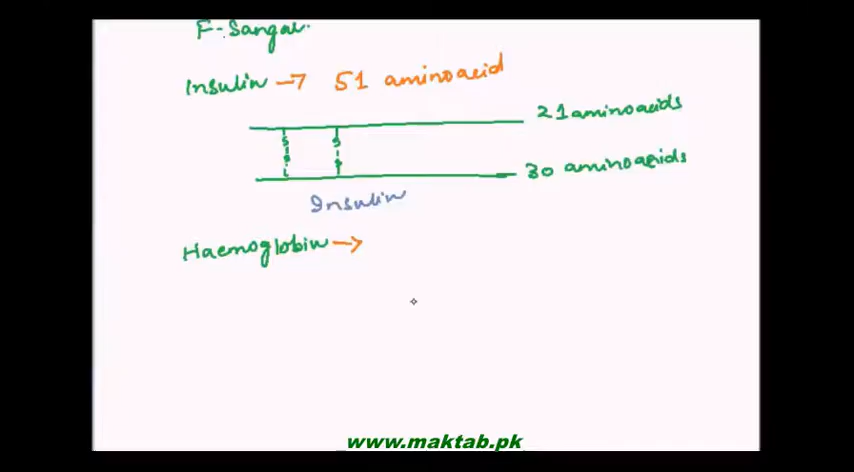 F-Sangar.
Insulin → 51 aminoacid
21 aminoacids
S S
30 aminoacids
Insulin
Haemoglobin →
www.maktab.pk